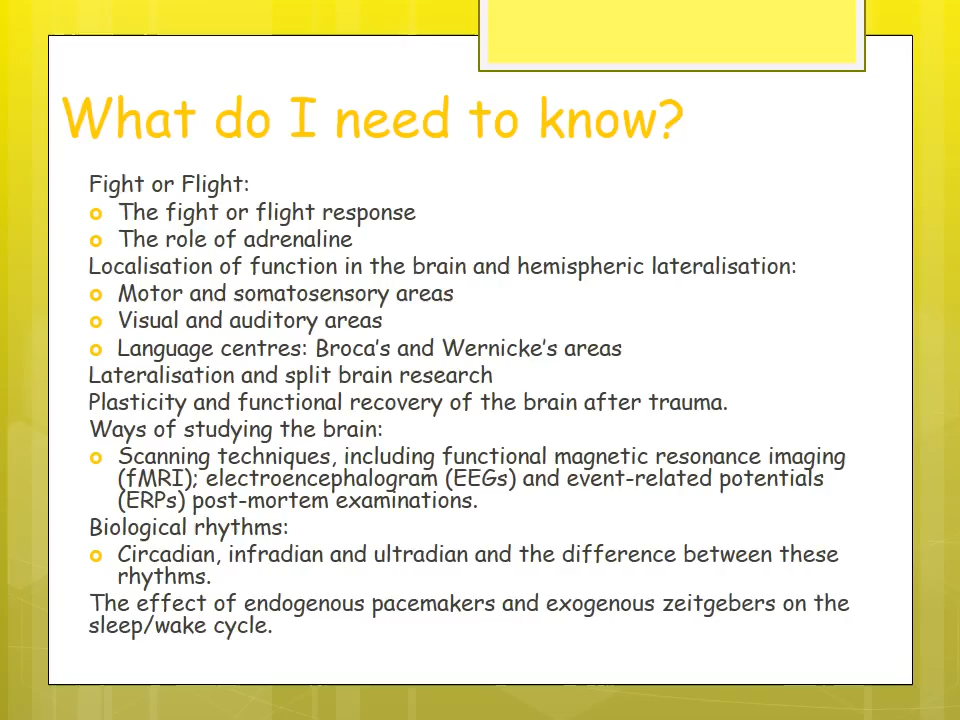 What do I need to know?
Fight or Flight:
The fight or flight response
The role of adrenaline
Localisation of function in the brain and hemispheric lateralisation:
Motor and somatosensory areas
Visual and auditory areas
Language centres: Broca's and Wernicke's areas
Lateralisation and split brain research
Plasticity and functional recovery of the brain after trauma.
Ways of studying the brain:
Scanning techniques, including functional magnetic resonance imaging
(fMRI); electroencephalogram (EEGs) and event-related potentials
(ERPs) post-mortem examinations.
Biological rhythms:
Circadian, infradian and ultradian and the difference between these
rhythms.
The effect of endogenous pacemakers and exogenous zeitgebers on the
sleep/wake cycle.